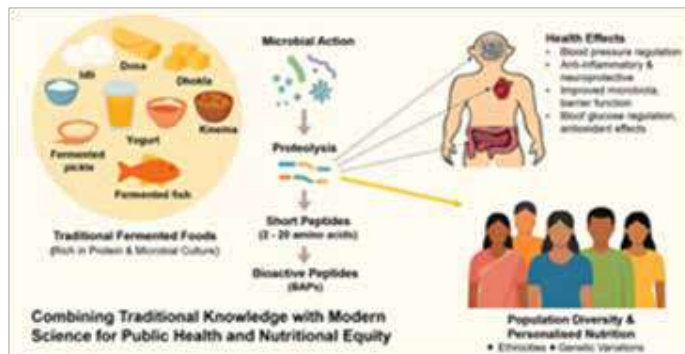 Idli
Dosa
Dhokla
Yogurt
Kinema
Fermented
pickle
Fermented fish
Traditional Fermented Foods
(Rich in Protein & Microbial Culture)
Microbial Action
Proteolysis
Short Peptides
(2 - 20 amino acids)
Bioactive Peptides
(BAPs)
Health Effects
• Blood pressure regulation
• Anti-inflammatory &
neuroprotective
• Improved microbiota,
barrier function
• Blood glucose regulation,
antioxidant effects
Population Diversity &
Personalised Nutrition
• Ethnicities • Genetic Variations
Combining Traditional Knowledge with Modern
Science for Public Health and Nutritional Equity